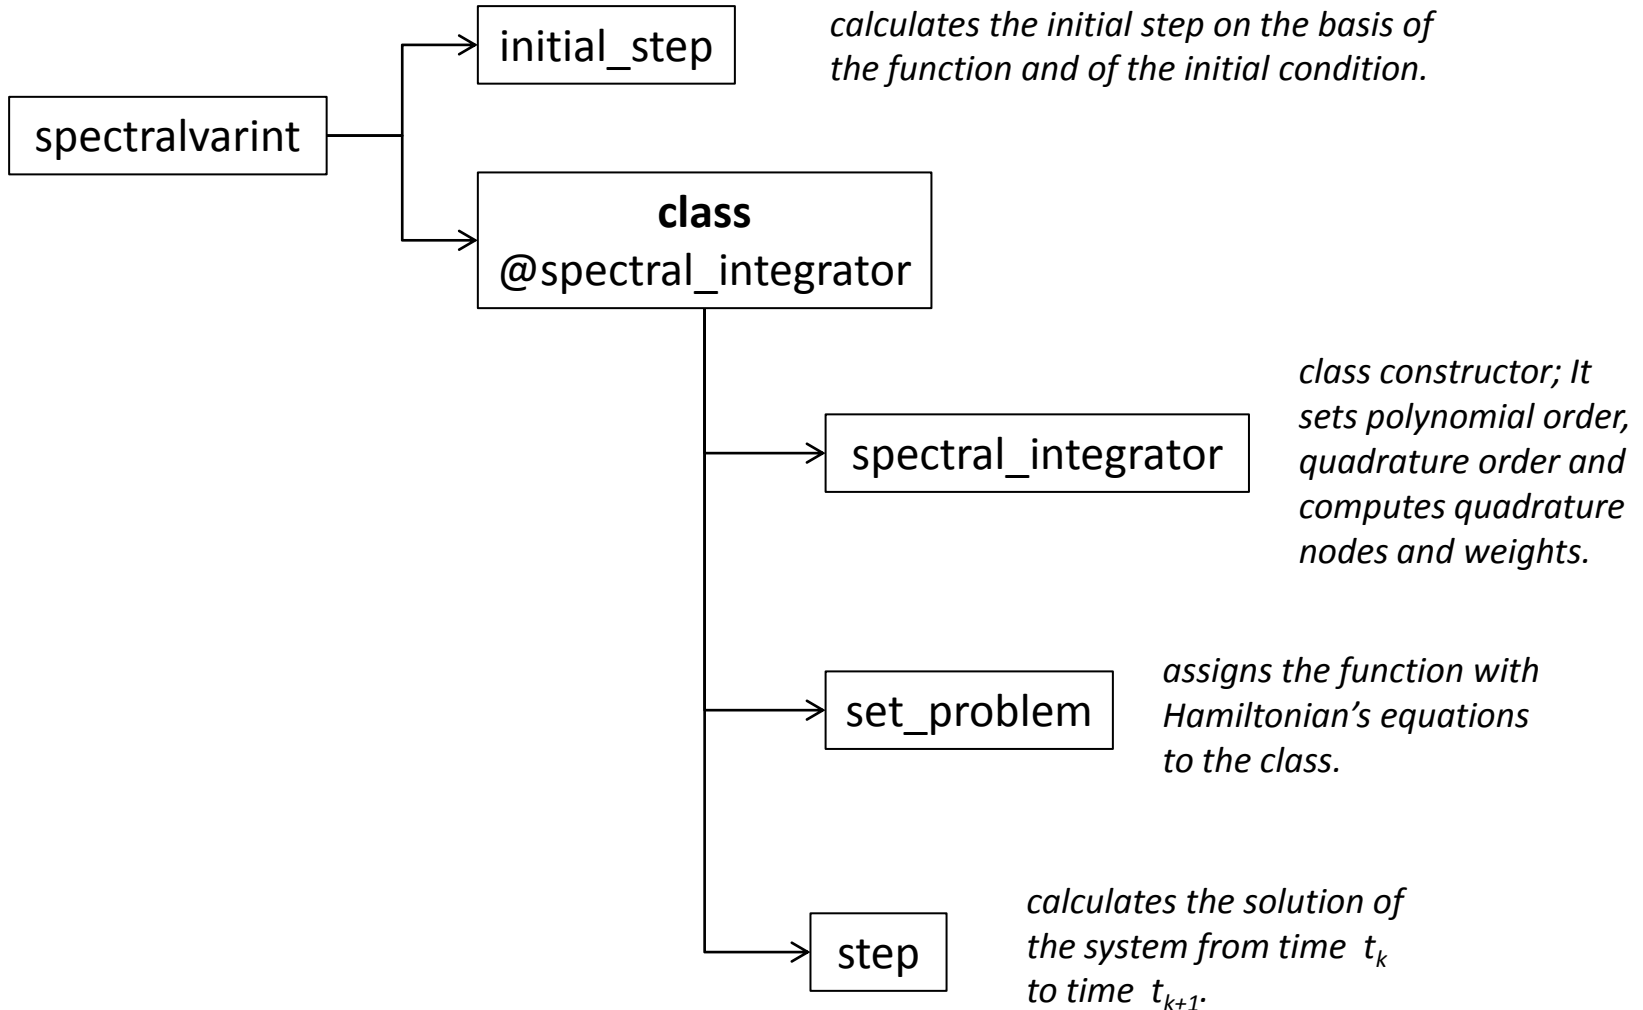 initial_step
calculates the initial step on the basis of
the function and of the initial condition.
spectralvarint
class
@spectral_integrator
spectral_integrator
class constructor; It
sets polynomial order,
quadrature order and
computes quadrature
nodes and weights.
set_problem
assigns the function with
Hamiltonian’s equations
to the class.
step
calculates the solution of
the system from time t_k
to time t_{k+1}.